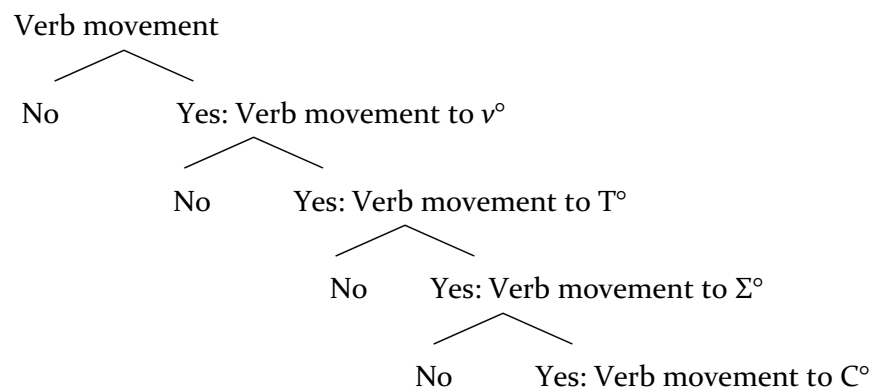 Verb movement
No Yes: Verb movement to v°
No Yes: Verb movement to T°
No Yes: Verb movement to Σ°
No Yes: Verb movement to C°